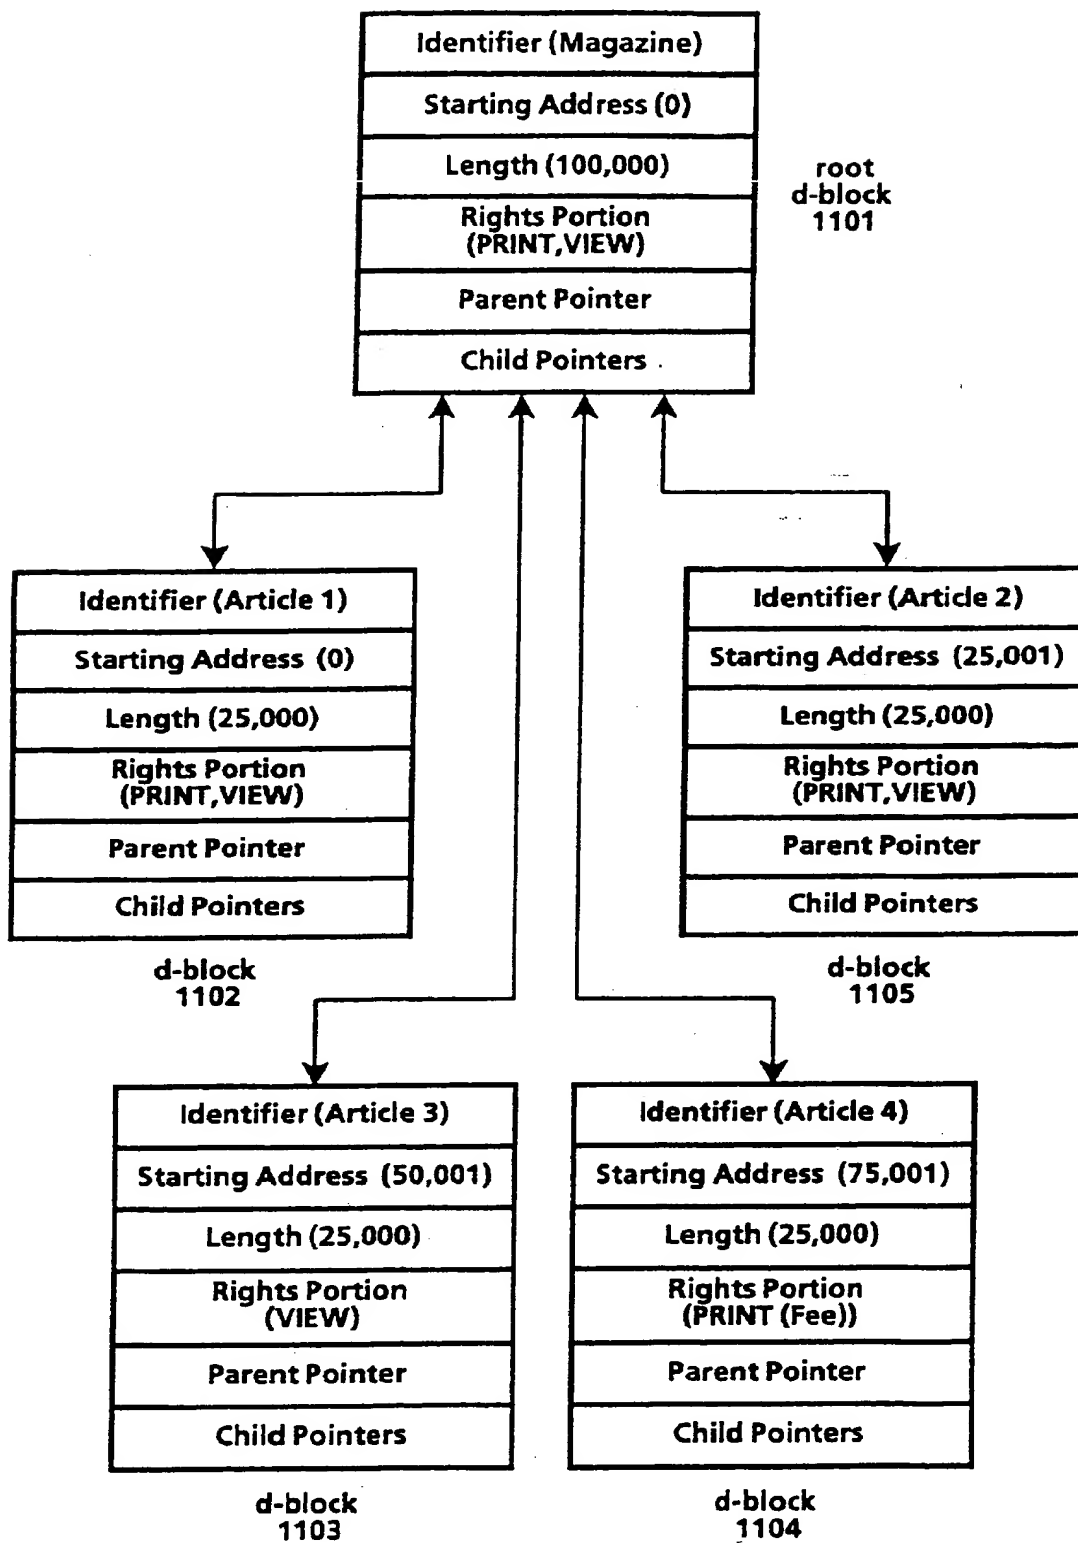 Identifier (Magazine)
Starting Address (0)
Length (100,000)
Rights Portion
(PRINT,VIEW)
Parent Pointer
Child Pointers
root
d-block
1101
Identifier (Article 1)
Starting Address (0)
Length (25,000)
Rights Portion
(PRINT,VIEW)
Parent Pointer
Child Pointers
d-block
1102
Identifier (Article 2)
Starting Address (25,001)
Length (25,000)
Rights Portion
(PRINT,VIEW)
Parent Pointer
Child Pointers
d-block
1105
Identifier (Article 3)
Starting Address (50,001)
Length (25,000)
Rights Portion
(VIEW)
Parent Pointer
Child Pointers
d-block
1103
Identifier (Article 4)
Starting Address (75,001)
Length (25,000)
Rights Portion
(PRINT (Fee))
Parent Pointer
Child Pointers
d-block
1104